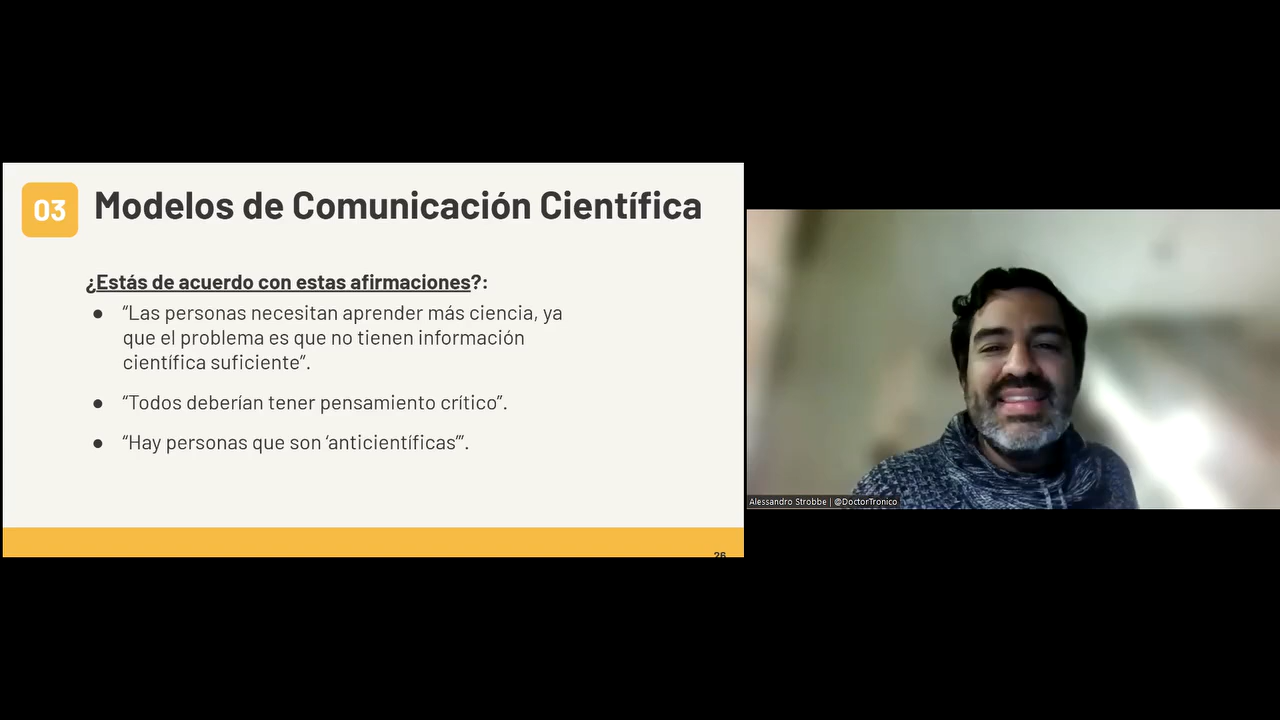 03
Modelos de Comunicación Científica
¿Estás de acuerdo con estas afirmaciones?:
● “Las personas necesitan aprender más ciencia, ya
que el problema es que no tienen información
científica suficiente”.
● “Todos deberían tener pensamiento crítico”.
● “Hay personas que son ‘anticientíficas’”.
26
Alessandro Strobbe | @DoctorTronico